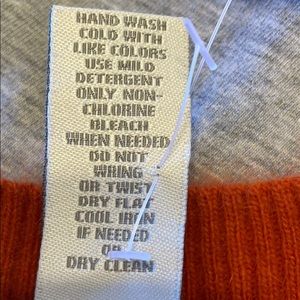 HAND WASH
COLD WITH
LIKE COLORS
USE MILD
DETERGENT
ONLY NON-
CHLORINE
BLEACH
WHEN NEEDED
DO NOT
WRING
OR TWIST
DRY FLAT
COOL IRON
IF NEEDED
OR
DRY CLEAN